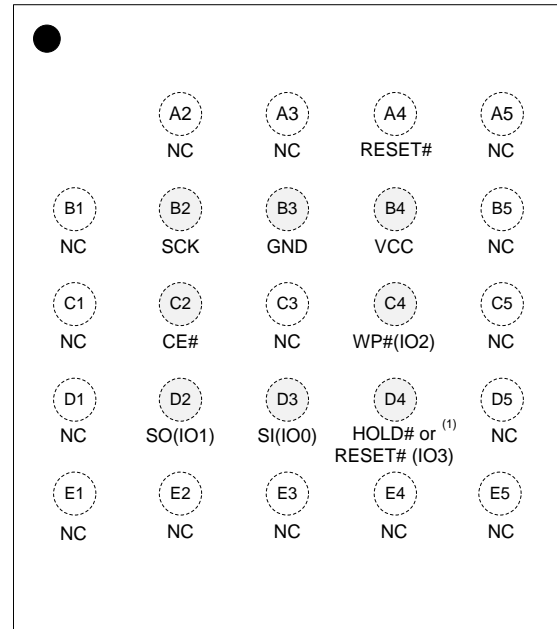 A2 A3 A4 A5
NC NC RESET# NC
B1 B2 B3 B4 B5
NC SCK GND VCC NC
C1 C2 C3 C4 C5
NC CE# NC WP#(IO2) NC
D1 D2 D3 D4 D5
NC SO(IO1) SI(IO0) HOLD# or (1) NC
RESET# (IO3)
E1 E2 E3 E4 E5
NC NC NC NC NC